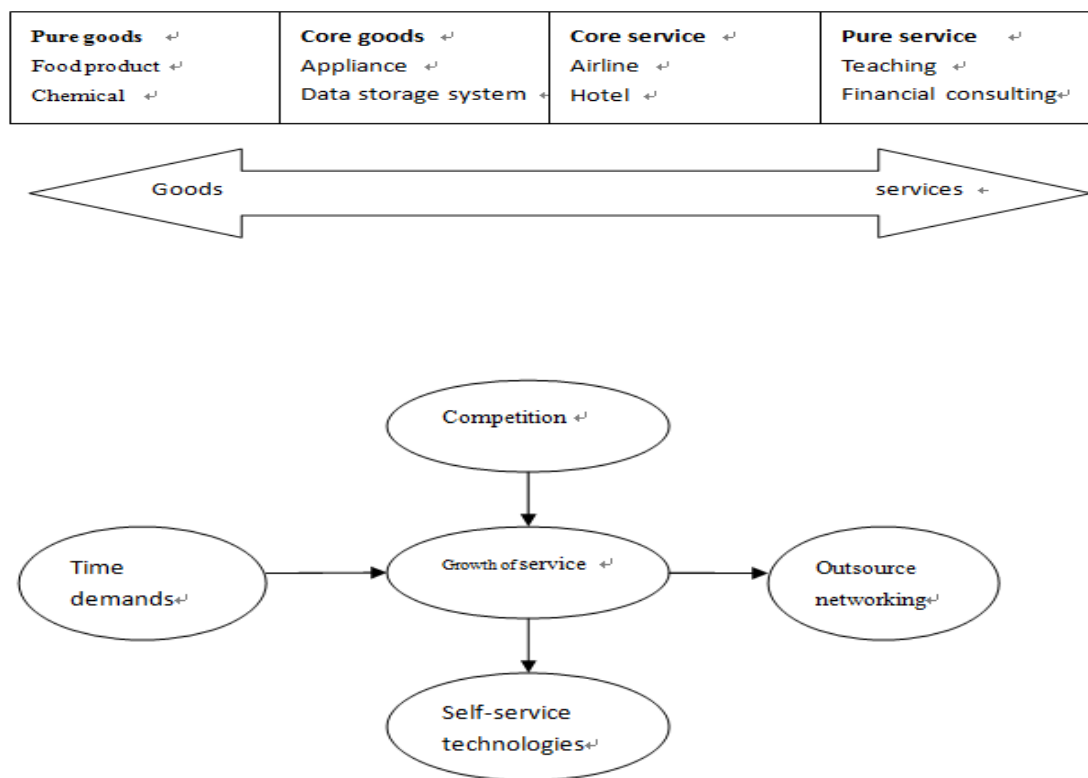 Pure goods
Food product
Chemical
Core goods
Appliance
Data storage system
Core service
Airline
Hotel
Pure service
Teaching
Financial consulting
Goods
services
Competition
Time
demands
Growth of service
Outsource
networking
Self-service
technologies